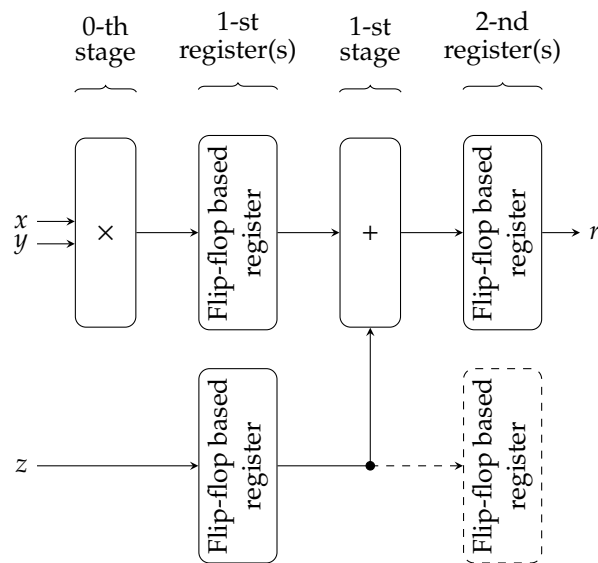 0-th
stage
1-st
register(s)
1-st
stage
2-nd
register(s)
x
y
×
Flip-flop based
register
+
Flip-flop based
register
r
z
Flip-flop based
register
Flip-flop based
register